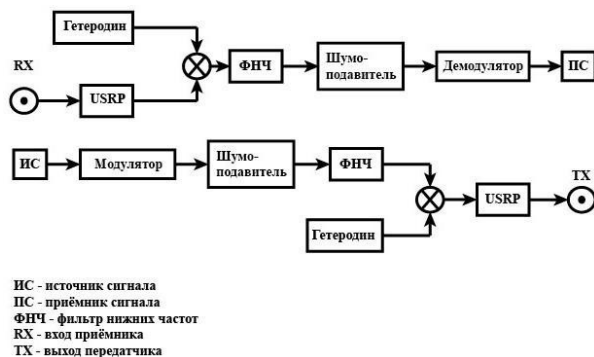 Гетеродин
RX
USRP
ФНЧ
Шумо-
подавитель
Демодулятор
ПС
ИС
Модулятор
Шумо-
подавитель
ФНЧ
Гетеродин
USRP
TX
ИС - источник сигнала
ПС - приёмник сигнала
ФНЧ - фильтр нижних частот
RX - вход приёмника
TX - выход передатчика